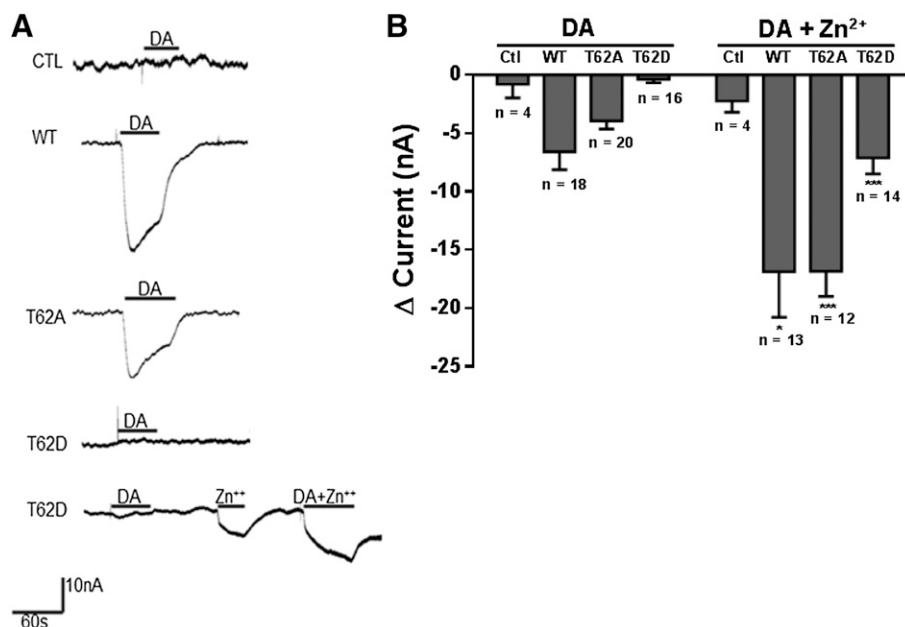 A
CTL
DA
WT
DA
T62A
DA
T62D
DA
T62D
DA
Zn⁺⁺
DA+Zn⁺⁺
10nA
60s
B
DA
DA + Zn²⁺
Ctl WT T62A T62D
Ctl WT T62A T62D
Δ Current (nA)
0
-5
-10
-15
-20
-25
n = 4
n = 18
n = 20
n = 16
n = 4
*
n = 13
***
n = 12
***
n = 14